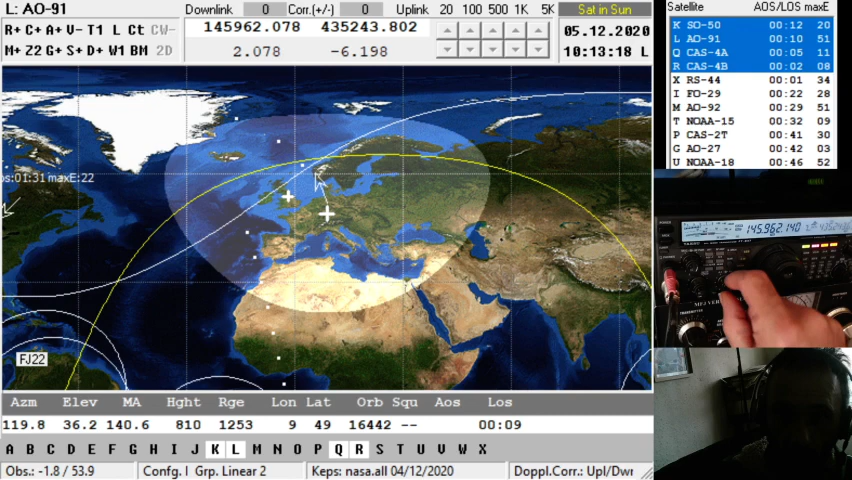 L: AO-91
Downlink 0 Corr.(+/-) 0 Uplink 20 100 500 1K 5K
Sat in Sun
R+ C+ A+ V- T1 L Ct CW-
M+ Z2 G+ S+ D+ W1 BM 2D
145962.078 435243.802
2.078 -6.198
05.12.2020
10:13:18 L
Satellite AOS/LOS maxE
K SO-50 00:12 20
L AO-91 00:10 51
Q CAS-4A 00:05 11
R CAS-4B 00:02 08
X RS-44 00:01 34
I FO-29 00:22 28
M AO-92 00:29 51
T NOAA-15 00:32 09
P CAS-2T 00:41 30
G AO-27 00:42 03
U NOAA-18 00:46 52
os:01:31 maxE:22
FJ22
145.962.140
Azm Elev MA Hght Rge Lon Lat Orb Squ Aos Los
119.8 36.2 140.6 810 1253 9 49 16442 -- 00:09
A B C D E F G H I J K L M N O P Q R S T U V W X
Obs.: -1.8 / 53.9
Confg. I Grp. Linear 2
Keps: nasa.all 04/12/2020
Doppl.Corr.: Upl/Dwr